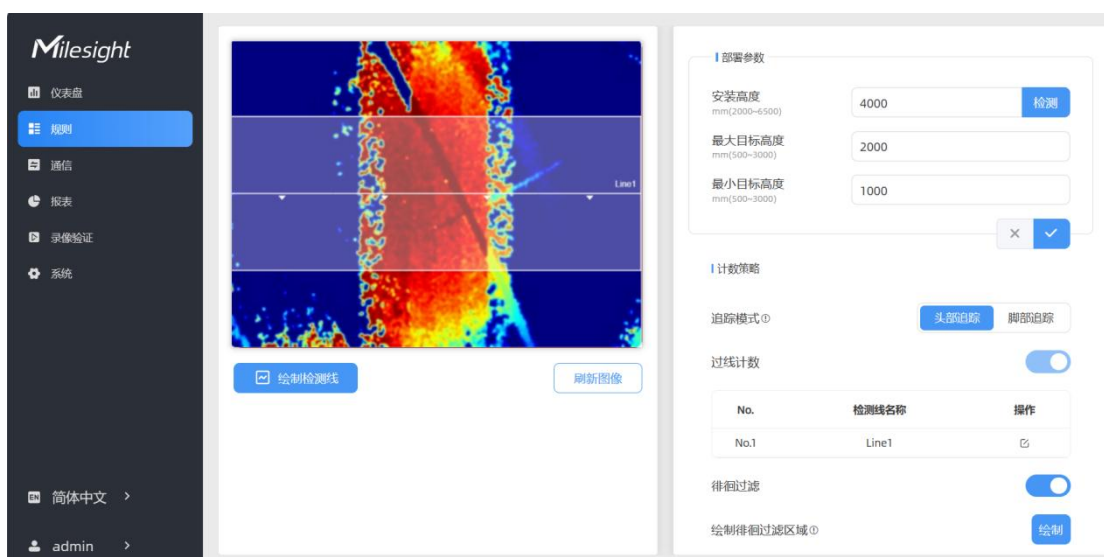 Milesight
仪表盘
规则
通信
报表
录像验证
系统
EN 简体中文 >
admin >
Line1
绘制检测线
刷新图像
部署参数
安装高度 4000 检测
mm(2000~6500)
最大目标高度 2000
mm(500~3000)
最小目标高度 1000
mm(500~3000)
计数策略
追踪模式 头部追踪 脚部追踪
过线计数
No. 检测线名称 操作
No.1 Line1
徘徊过滤
绘制徘徊过滤区域 绘制